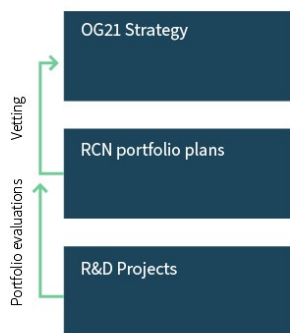 OG21 Strategy
Vetting
RCN portfolio plans
Portfolio evaluations
R&D Projects